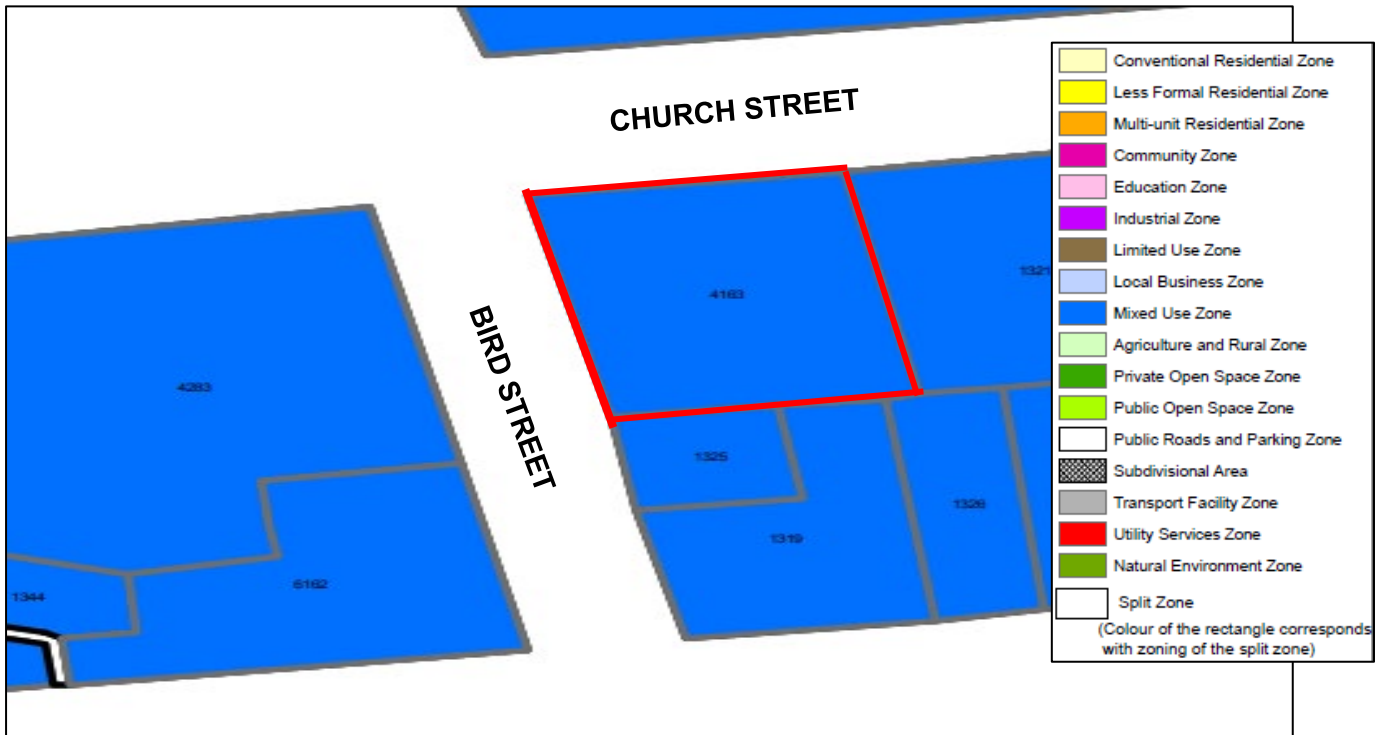 CHURCH STREET
BIRD STREET
4163
1321
4283
1325
1326
1319
6162
1344
Conventional Residential Zone
Less Formal Residential Zone
Multi-unit Residential Zone
Community Zone
Education Zone
Industrial Zone
Limited Use Zone
Local Business Zone
Mixed Use Zone
Agriculture and Rural Zone
Private Open Space Zone
Public Open Space Zone
Public Roads and Parking Zone
Subdivisional Area
Transport Facility Zone
Utility Services Zone
Natural Environment Zone
Split Zone
(Colour of the rectangle corresponds
with zoning of the split zone)